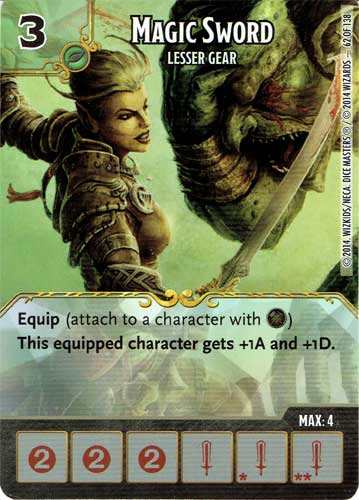 3
MAGIC SWORD
LESSER GEAR
©2014 WIZKIDS/NECA. DICE MASTERS® / ©2014 WIZARDS — 62 OF 138
Equip (attach to a character with )
This equipped character gets +1A and +1D.
MAX: 4
2 2 2 * **